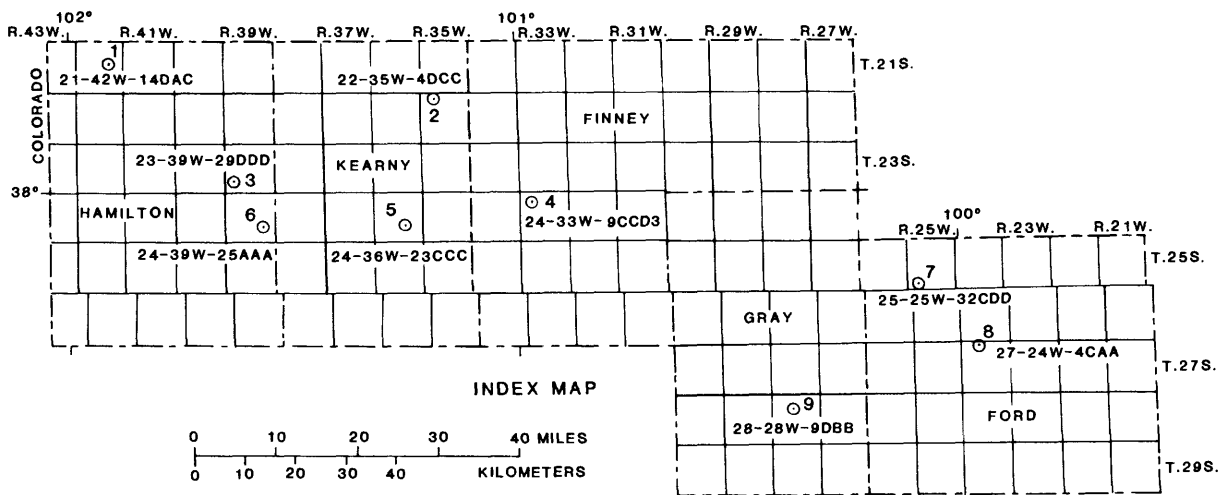 102° 101°
R.43W. R.41W. R.39W. R.37W. R.35W. R.33W. R.31W. R.29W. R.27W.
1
21-42W-14DAC 22-35W-4DCC T.21S.
COLORADO
2
FINNEY
23-39W-29DDD KEARNY T.23S.
3
38°
HAMILTON 6 5 4
24-33W-9CCD3
100°
R.25W. R.23W. R.21W.
24-39W-25AAA 24-36W-23CCC
T.25S.
7
25-25W-32CDD
GRAY
8
27-24W-4CAA
T.27S.
INDEX MAP
9
28-28W-9DBB
FORD
0 10 20 30 40 MILES
0 10 20 30 40 KILOMETERS
T.29S.